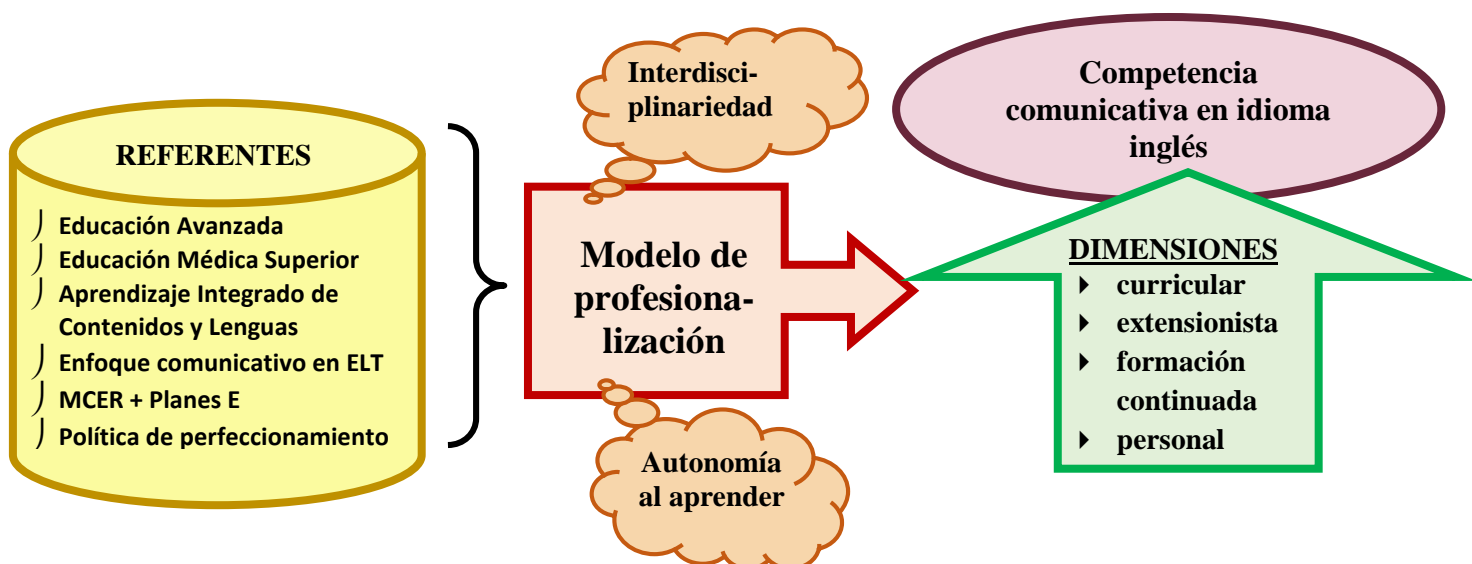 REFERENTES
Educación Avanzada
Educación Médica Superior
Aprendizaje Integrado de
Contenidos y Lenguas
Enfoque comunicativo en ELT
MCER + Planes E
Política de perfeccionamiento
Interdisci-
plinariedad
Modelo de
profesiona-
lización
Autonomía
al aprender
Competencia
comunicativa en idioma
inglés
DIMENSIONES
curricular
extensionista
formación
continuada
personal